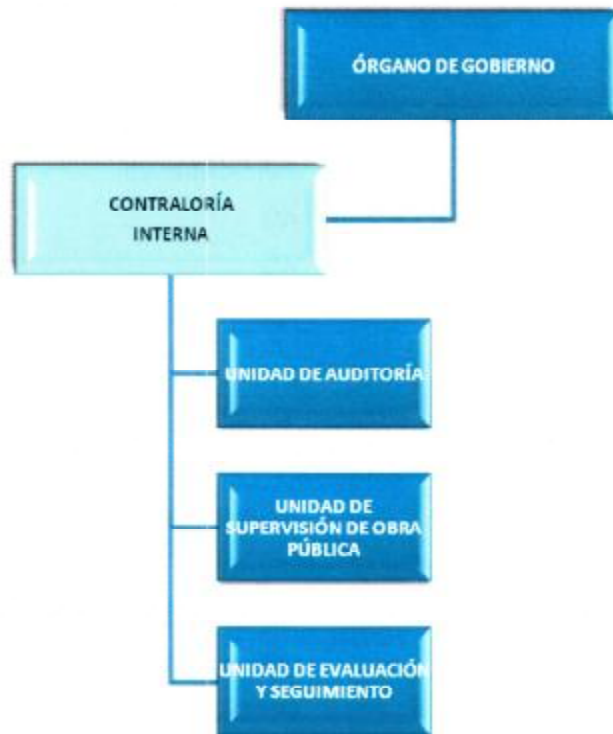 ÓRGANO DE GOBIERNO
CONTRALORÍA
INTERNA
UNIDAD DE AUDITORÍA
UNIDAD DE
SUPERVISIÓN DE OBRA
PÚBLICA
UNIDAD DE EVALUACIÓN
Y SEGUIMIENTO